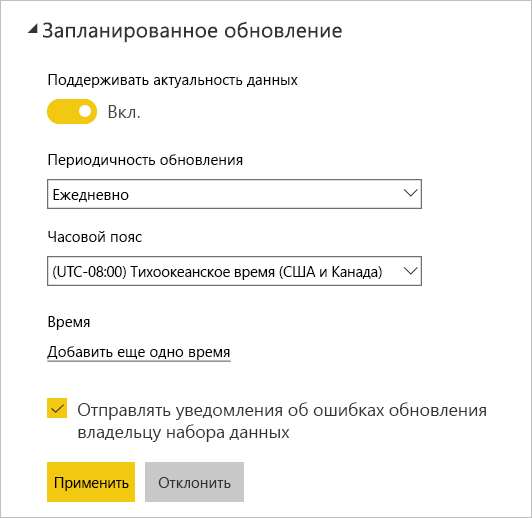 Запланированное обновление
Поддерживать актуальность данных
Вкл.
Периодичность обновления
Ежедневно
Часовой пояс
(UTC-08:00) Тихоокеанское время (США и Канада)
Время
Добавить еще одно время
Отправлять уведомления об ошибках обновления
владельцу набора данных
Применить
Отклонить